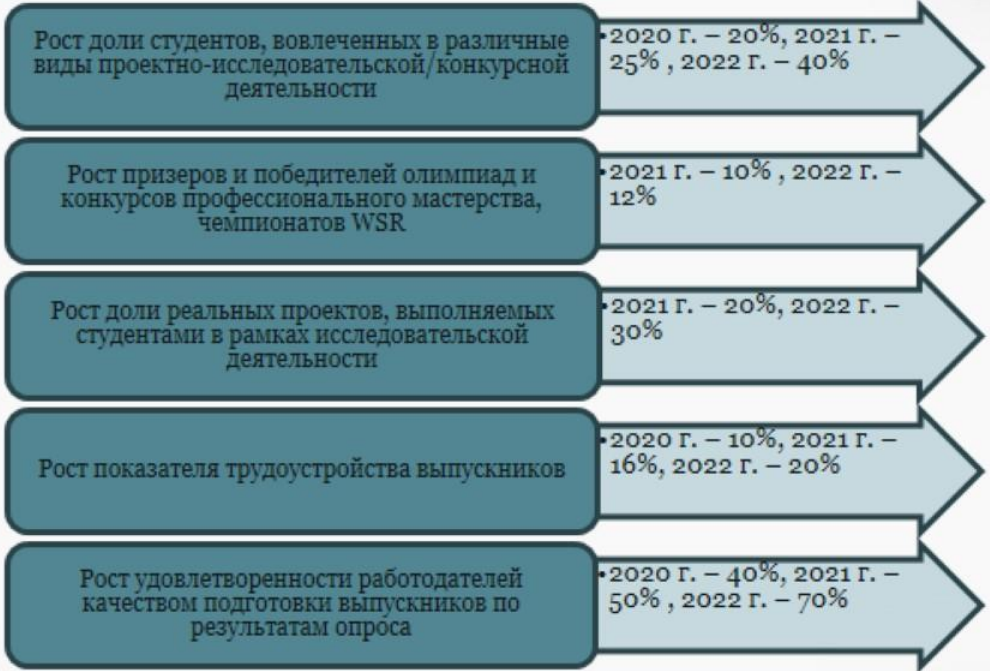 Рост доли студентов, вовлеченных в различные
виды проектно-исследовательской/конкурсной
деятельности
•2020 г. – 20%, 2021 г. –
25% , 2022 г. – 40%
Рост призеров и победителей олимпиад и
конкурсов профессионального мастерства,
чемпионатов WSR
•2021 г. – 10% , 2022 г. –
12%
Рост доли реальных проектов, выполняемых
студентами в рамках исследовательской
деятельности
•2021 г. – 20%, 2022 г. –
30%
Рост показателя трудоустройства выпускников
•2020 г. – 10%, 2021 г. –
16%, 2022 г. – 20%
Рост удовлетворенности работодателей
качеством подготовки выпускников по
результатам опроса
•2020 г. – 40%, 2021 г. –
50% , 2022 г. – 70%